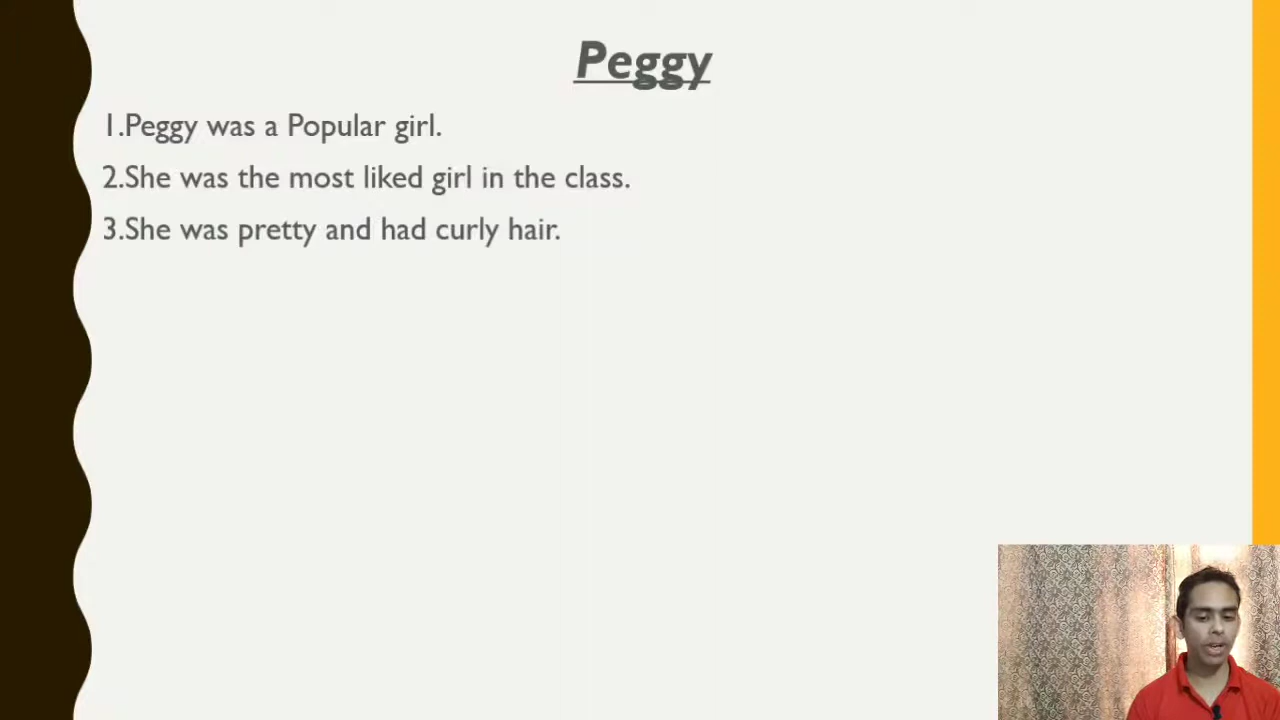 Peggy
1.Peggy was a Popular girl.
2.She was the most liked girl in the class.
3.She was pretty and had curly hair.